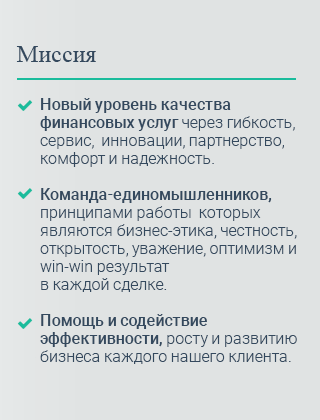 Миссия
Новый уровень качества
финансовых услуг через гибкость,
сервис, инновации, партнерство,
комфорт и надежность.
Команда-единомышленников,
принципами работы которых
являются бизнес-этика, честность,
открытость, уважение, оптимизм и
win-win результат
в каждой сделке.
Помощь и содействие
эффективности, росту и развитию
бизнеса каждого нашего клиента.